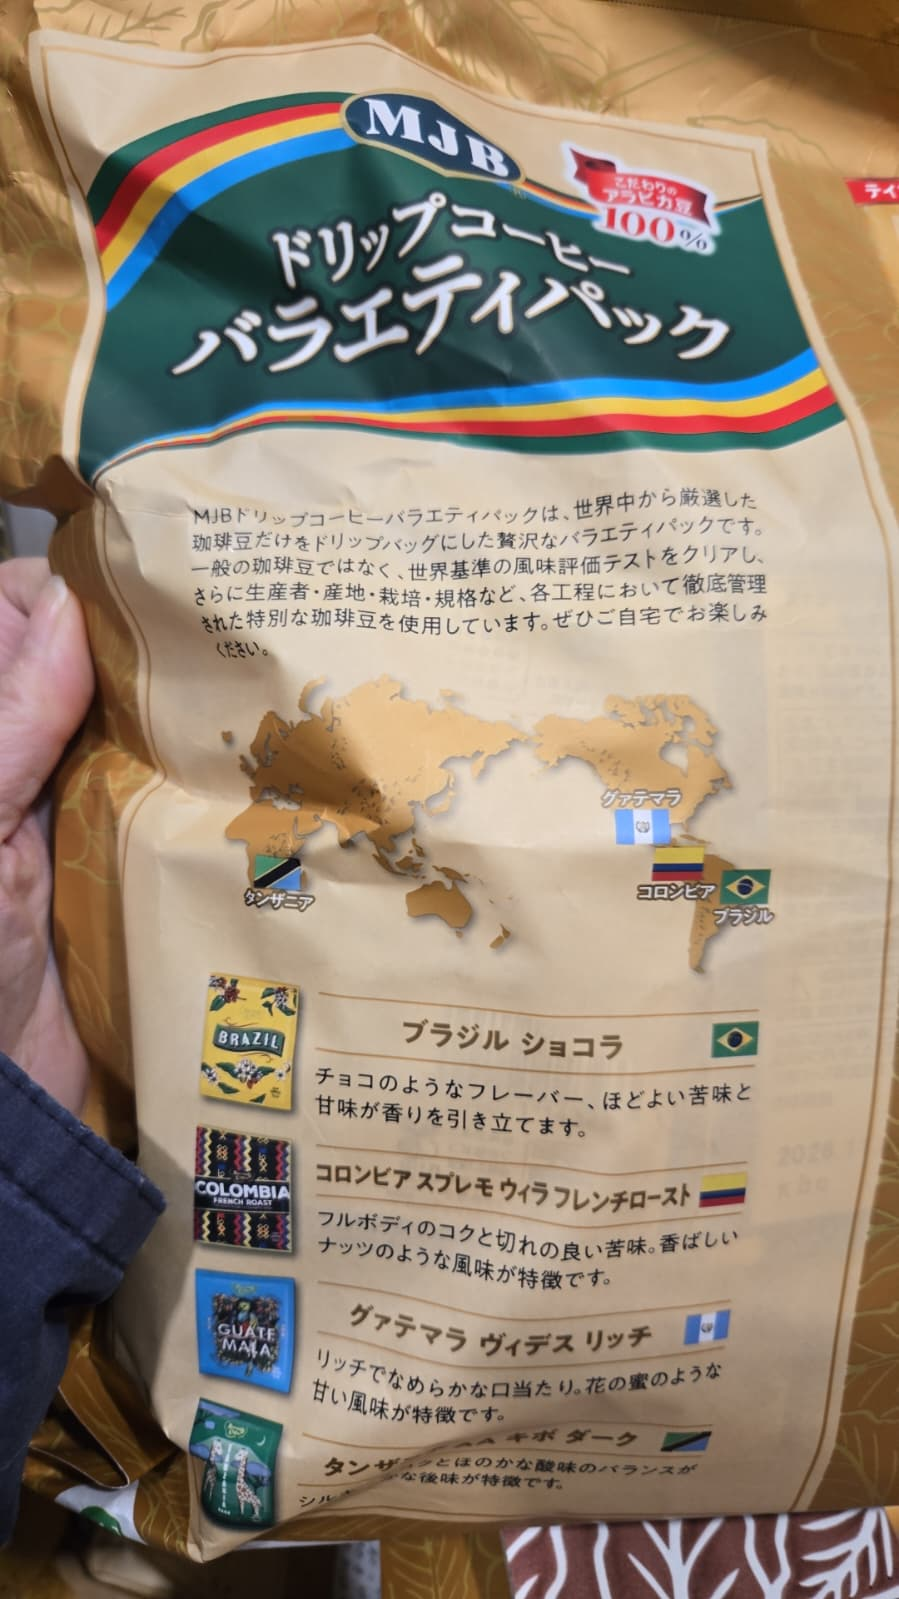 MJB
こだわりの
アラビカ豆
100%
ドリップコーヒー
バラエティパック
MJBドリップコーヒーバラエティパックは、世界中から厳選した
珈琲豆だけをドリップバッグにした贅沢なバラエティパックです。
一般の珈琲豆ではなく、世界基準の風味評価テストをクリアし、
さらに生産者・産地・栽培・規格など、各工程において徹底管理
された特別な珈琲豆を使用しています。ぜひご自宅でお楽しみ
ください。
グァテマラ
コロンビア
ブラジル
タンザニア
BRAZIL
ブラジル ショコラ
チョコのようなフレーバー、ほどよい苦味と
甘味が香りを引き立てます。
COLOMBIA
FRENCH ROAST
コロンビア スプレモ ウィラ フレンチロースト
フルボディのコクと切れの良い苦味。香ばしい
ナッツのような風味が特徴です。
GUATE
MALA
グァテマラ ヴィデス リッチ
リッチでなめらかな口当たり。花の蜜のような
甘い風味が特徴です。
タンザ AA キボ ダーク
とほのかな酸味のバランスが
な後味が特徴です。